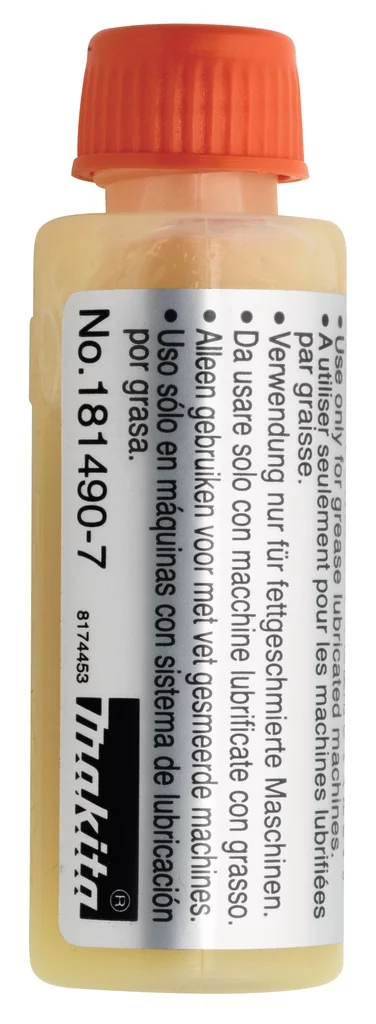 • Use only for grease lubricated machines.
• A utiliser seulement pour les machines lubrifiées
par graisse.
• Verwendung nur für fettgeschmierte Maschinen.
• Da usare solo con macchine lubrificate con grasso.
• Alleen gebruiken voor met vet gesmeerde machines.
• Uso sólo en máquinas con sistema de lubricación
por grasa.
No. 181490-7
8174453
makita ®